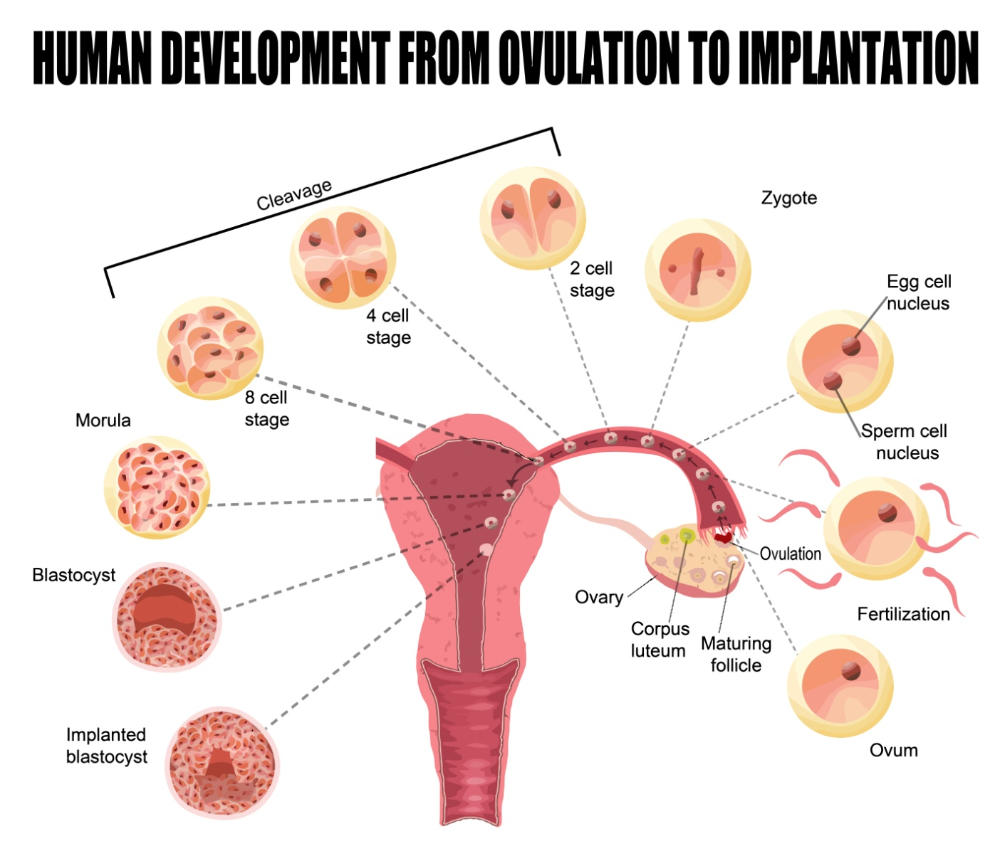 HUMAN DEVELOPMENT FROM OVULATION TO IMPLANTATION
Cleavage
Zygote
2 cell
stage
4 cell
stage
8 cell
stage
Egg cell
nucleus
Sperm cell
nucleus
Morula
Blastocyst
Implanted
blastocyst
Ovulation
Ovary
Corpus
luteum
Maturing
follicle
Fertilization
Ovum